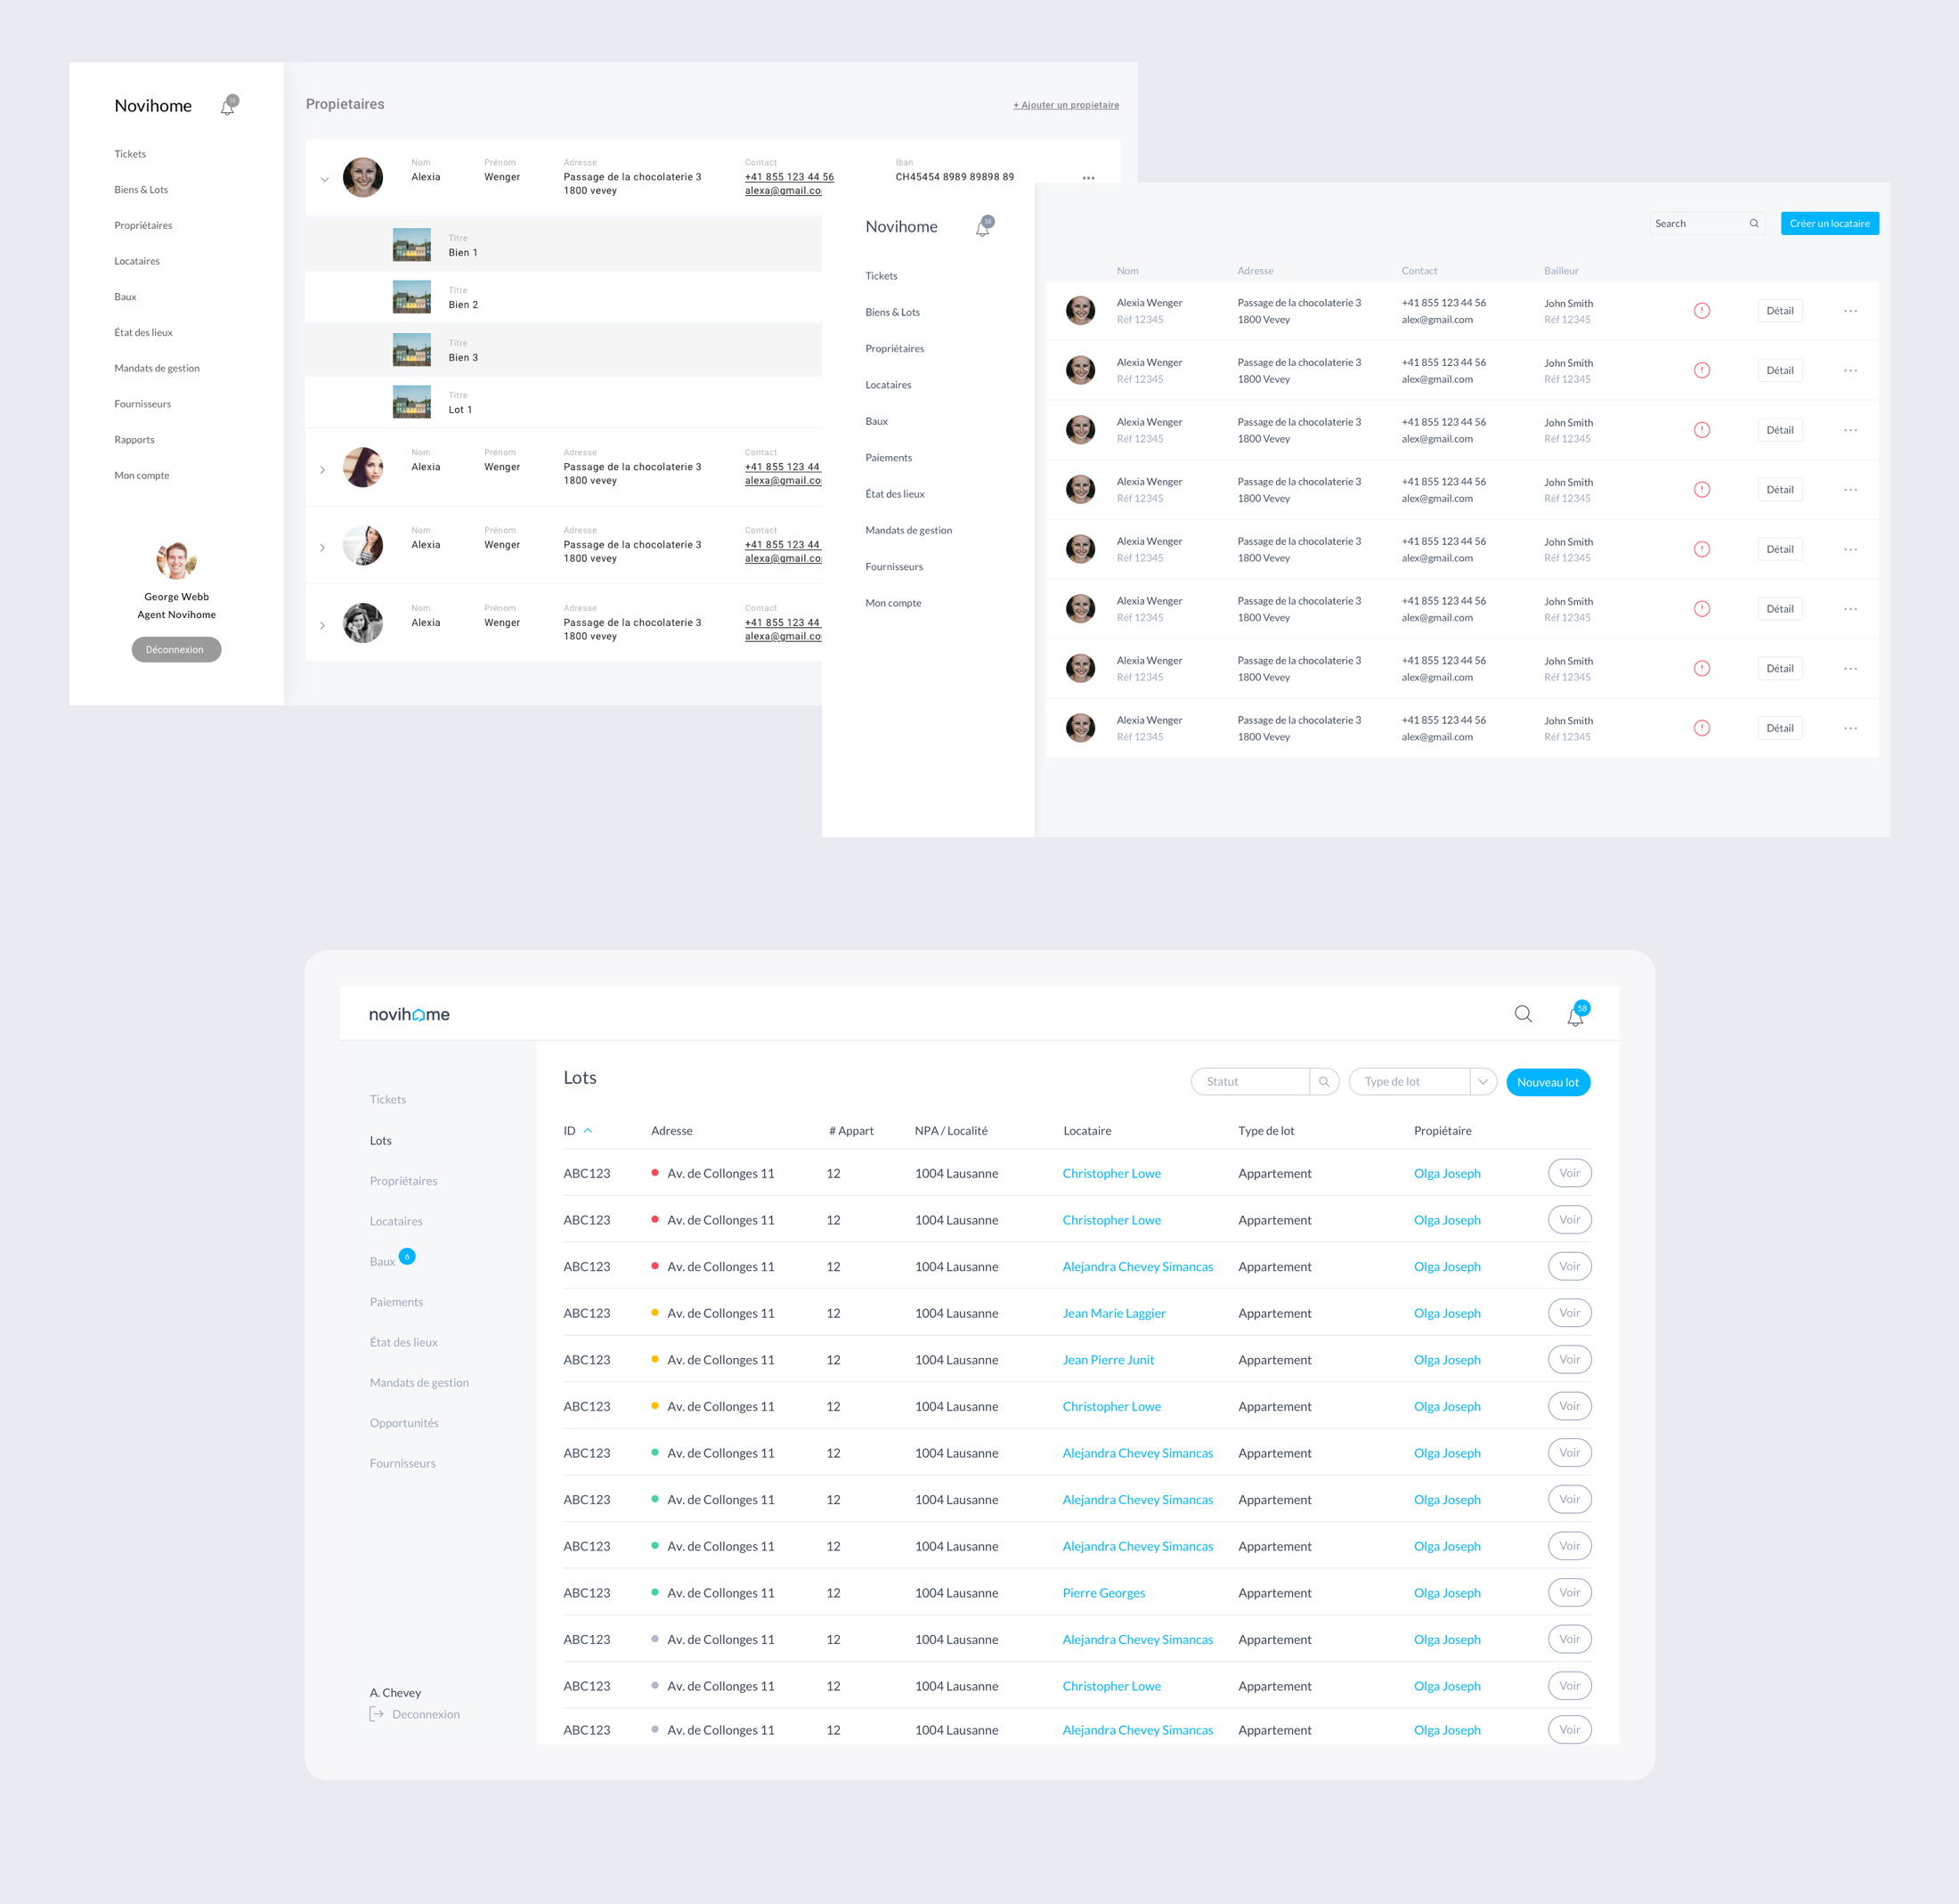 Novihome
58
Tickets
Biens & Lots
Propriétaires
Locataires
Baux
État des lieux
Mandats de gestion
Fournisseurs
Rapports
Mon compte
George Webb
Agent Novihome
Déconnexion
Propietaires
+ Ajouter un propietaire
Nom Prénom Adresse Contact Iban
Alexia Wenger Passage de la chocolaterie 3 +41 855 123 44 56 CH45454 8989 89898 89
1800 vevey alexa@gmail.co
Titre
Bien 1
Titre
Bien 2
Titre
Bien 3
Titre
Lot 1
Nom Prénom Adresse Contact
Alexia Wenger Passage de la chocolaterie 3 +41 855 123 44
1800 vevey alexa@gmail.co
Nom Prénom Adresse Contact
Alexia Wenger Passage de la chocolaterie 3 +41 855 123 44
1800 vevey alexa@gmail.co
Nom Prénom Adresse Contact
Alexia Wenger Passage de la chocolaterie 3 +41 855 123 44
1800 vevey alexa@gmail.co
Novihome
58
Tickets
Biens & Lots
Propriétaires
Locataires
Baux
Paiements
État des lieux
Mandats de gestion
Fournisseurs
Mon compte
Search
Créer un locataire
Nom Adresse Contact Bailleur
Alexia Wenger Passage de la chocolaterie 3 +41 855 123 44 56 John Smith Détail
Réf 12345 1800 Vevey alex@gmail.com Réf 12345
Alexia Wenger Passage de la chocolaterie 3 +41 855 123 44 56 John Smith Détail
Réf 12345 1800 Vevey alex@gmail.com Réf 12345
Alexia Wenger Passage de la chocolaterie 3 +41 855 123 44 56 John Smith Détail
Réf 12345 1800 Vevey alex@gmail.com Réf 12345
Alexia Wenger Passage de la chocolaterie 3 +41 855 123 44 56 John Smith Détail
Réf 12345 1800 Vevey alex@gmail.com Réf 12345
Alexia Wenger Passage de la chocolaterie 3 +41 855 123 44 56 John Smith Détail
Réf 12345 1800 Vevey alex@gmail.com Réf 12345
Alexia Wenger Passage de la chocolaterie 3 +41 855 123 44 56 John Smith Détail
Réf 12345 1800 Vevey alex@gmail.com Réf 12345
Alexia Wenger Passage de la chocolaterie 3 +41 855 123 44 56 John Smith Détail
Réf 12345 1800 Vevey alex@gmail.com Réf 12345
Alexia Wenger Passage de la chocolaterie 3 +41 855 123 44 56 John Smith Détail
Réf 12345 1800 Vevey alex@gmail.com Réf 12345
novihome
58
Tickets
Lots
Propriétaires
Locataires
Baux 6
Paiements
État des lieux
Mandats de gestion
Opportunités
Fournisseurs
A. Chevey
Deconnexion
Lots
Statut
Type de lot
Nouveau lot
ID Adresse # Appart NPA / Localité Locataire Type de lot Propiétaire
ABC123 Av. de Collonges 11 12 1004 Lausanne Christopher Lowe Appartement Olga Joseph Voir
ABC123 Av. de Collonges 11 12 1004 Lausanne Christopher Lowe Appartement Olga Joseph Voir
ABC123 Av. de Collonges 11 12 1004 Lausanne Alejandra Chevey Simancas Appartement Olga Joseph Voir
ABC123 Av. de Collonges 11 12 1004 Lausanne Jean Marie Laggier Appartement Olga Joseph Voir
ABC123 Av. de Collonges 11 12 1004 Lausanne Jean Pierre Junit Appartement Olga Joseph Voir
ABC123 Av. de Collonges 11 12 1004 Lausanne Christopher Lowe Appartement Olga Joseph Voir
ABC123 Av. de Collonges 11 12 1004 Lausanne Alejandra Chevey Simancas Appartement Olga Joseph Voir
ABC123 Av. de Collonges 11 12 1004 Lausanne Alejandra Chevey Simancas Appartement Olga Joseph Voir
ABC123 Av. de Collonges 11 12 1004 Lausanne Alejandra Chevey Simancas Appartement Olga Joseph Voir
ABC123 Av. de Collonges 11 12 1004 Lausanne Pierre Georges Appartement Olga Joseph Voir
ABC123 Av. de Collonges 11 12 1004 Lausanne Alejandra Chevey Simancas Appartement Olga Joseph Voir
ABC123 Av. de Collonges 11 12 1004 Lausanne Christopher Lowe Appartement Olga Joseph Voir
ABC123 Av. de Collonges 11 12 1004 Lausanne Alejandra Chevey Simancas Appartement Olga Joseph Voir